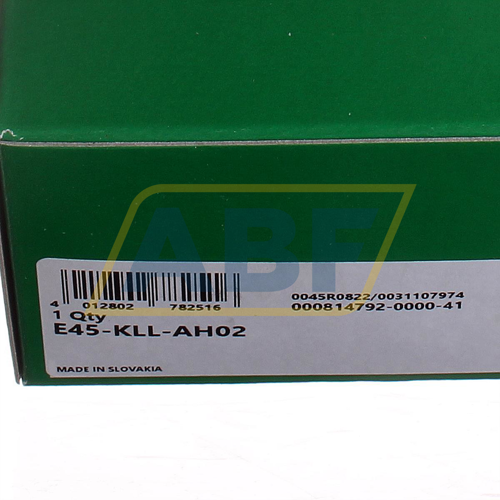 ABF
4 012802 782516
0045R0822/0031107974
1 Qty
000814792-0000-41
E45-KLL-AH02
MADE IN SLOVAKIA